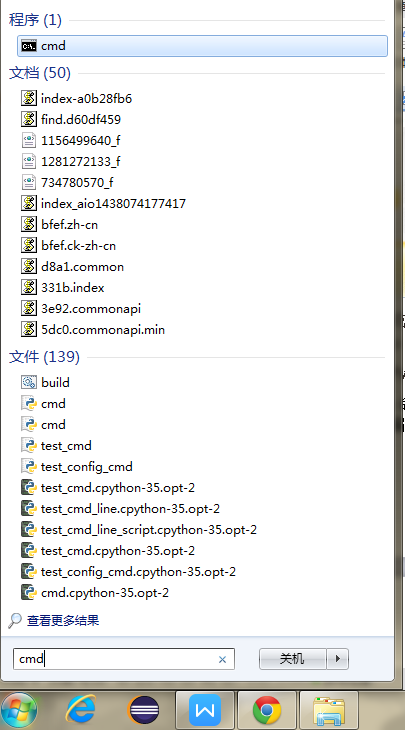 程序 (1)
cmd
文档 (50)
index-a0b28fb6
find.d60df459
1156499640_f
1281272133_f
734780570_f
index_aio1438074177417
bfef.zh-cn
bfef.ck-zh-cn
d8a1.common
331b.index
3e92.commonapi
5dc0.commonapi.min
文件 (139)
build
cmd
cmd
test_cmd
test_config_cmd
test_cmd.cpython-35.opt-2
test_cmd_line.cpython-35.opt-2
test_cmd_line_script.cpython-35.opt-2
test_cmd.cpython-35.opt-2
test_config_cmd.cpython-35.opt-2
cmd.cpython-35.opt-2
查看更多结果
cmd
关机